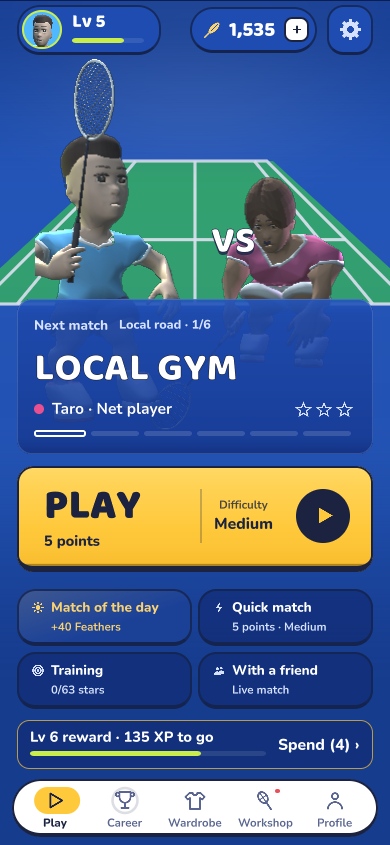 Lv 5
1,535
+
VS
Next match Local road · 1/6
LOCAL GYM
Taro · Net player
PLAY
5 points
Difficulty
Medium
Match of the day
+40 Feathers
Quick match
5 points · Medium
Training
0/63 stars
With a friend
Live match
Lv 6 reward · 135 XP to go
Spend (4) ›
Play
Career
Wardrobe
Workshop
Profile